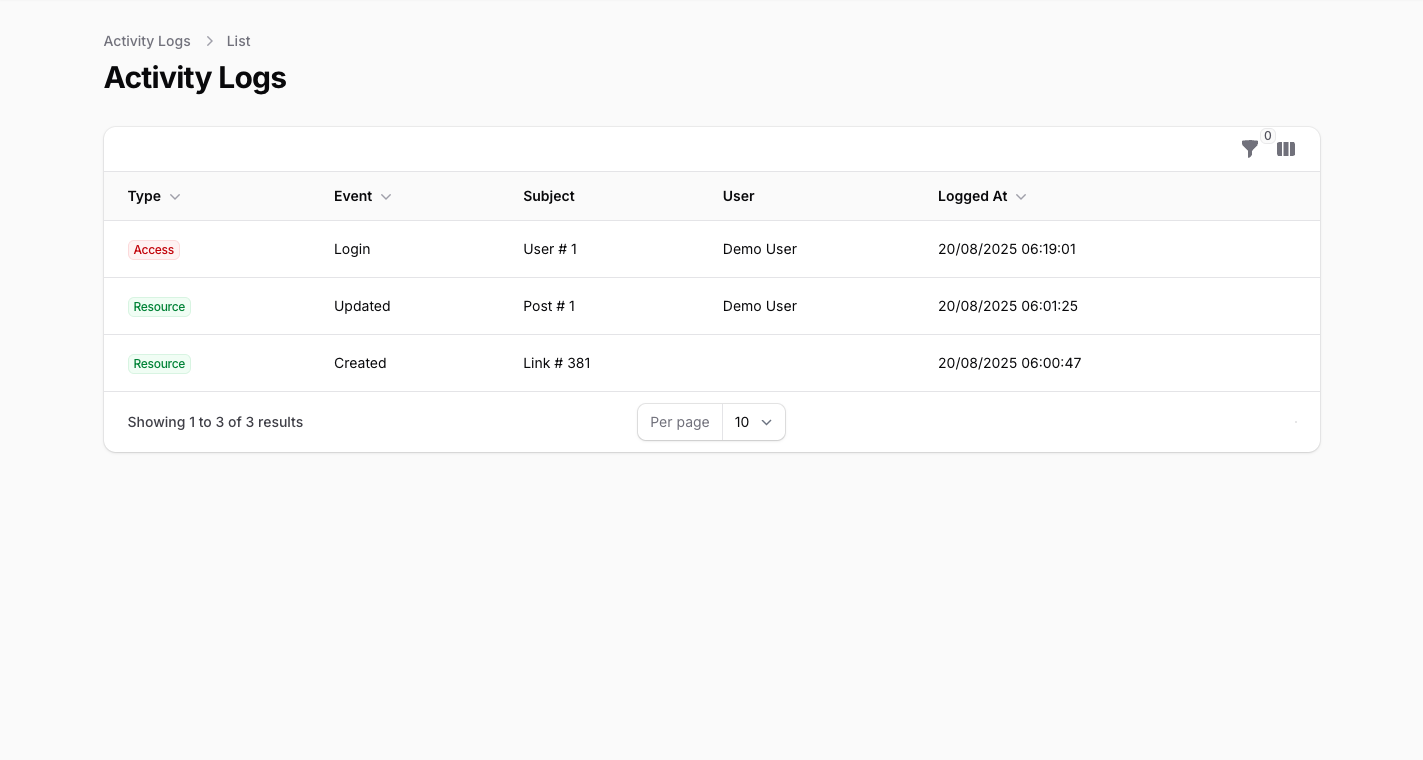 Activity Logs > List
Activity Logs
0
Type Event Subject User Logged At
Access Login User # 1 Demo User 20/08/2025 06:19:01
Resource Updated Post # 1 Demo User 20/08/2025 06:01:25
Resource Created Link # 381 20/08/2025 06:00:47
Showing 1 to 3 of 3 results Per page 10